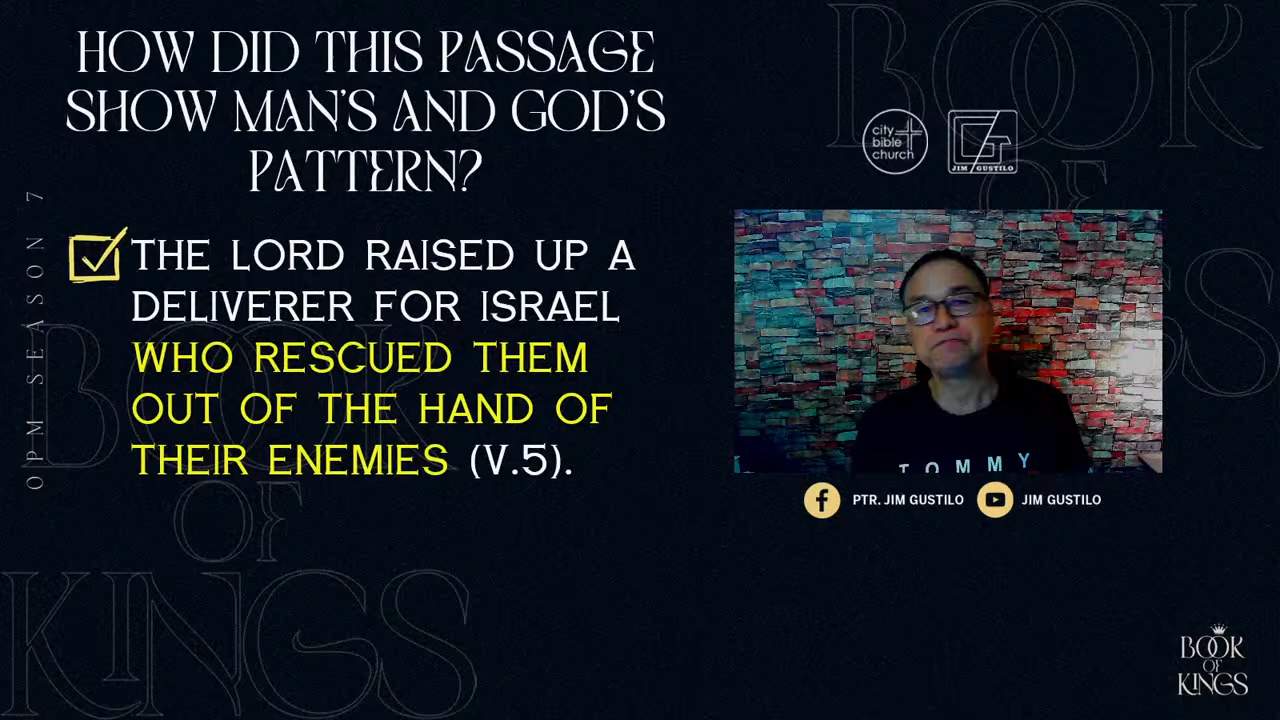 HOW DID THIS PASSAGE
SHOW MAN'S AND GOD'S
PATTERN?
THE LORD RAISED UP A
DELIVERER FOR ISRAEL
WHO RESCUED THEM
OUT OF THE HAND OF
THEIR ENEMIES (V.5).
OPM SEASON 7
city
bible
church
JIM GUSTILO
TOMMY
PTR. JIM GUSTILO
JIM GUSTILO
BOOK
OF
KINGS
BOOK
OF
KINGS
BOOK
OF
KINGS